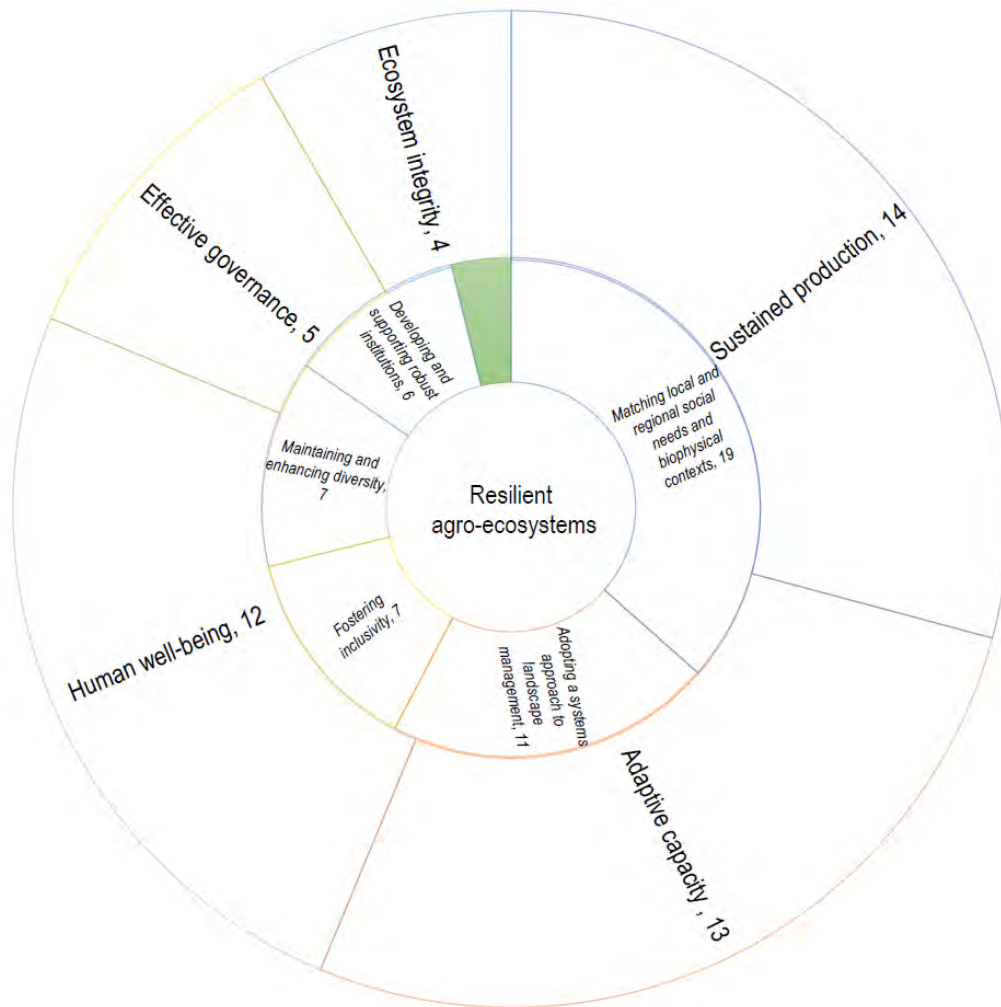 Resilient
agro-ecosystems
Sustained production, 14
Adaptive capacity , 13
Human well-being, 12
Effective governance, 5
Ecosystem integrity, 4
Matching local and
regional social
needs and
biophysical
contexts, 19
Adopting a systems
approach to
landscape
management, 11
Fostering
inclusivity, 7
Maintaining and
enhancing diversity,
7
Developing and
supporting robust
institutions, 6